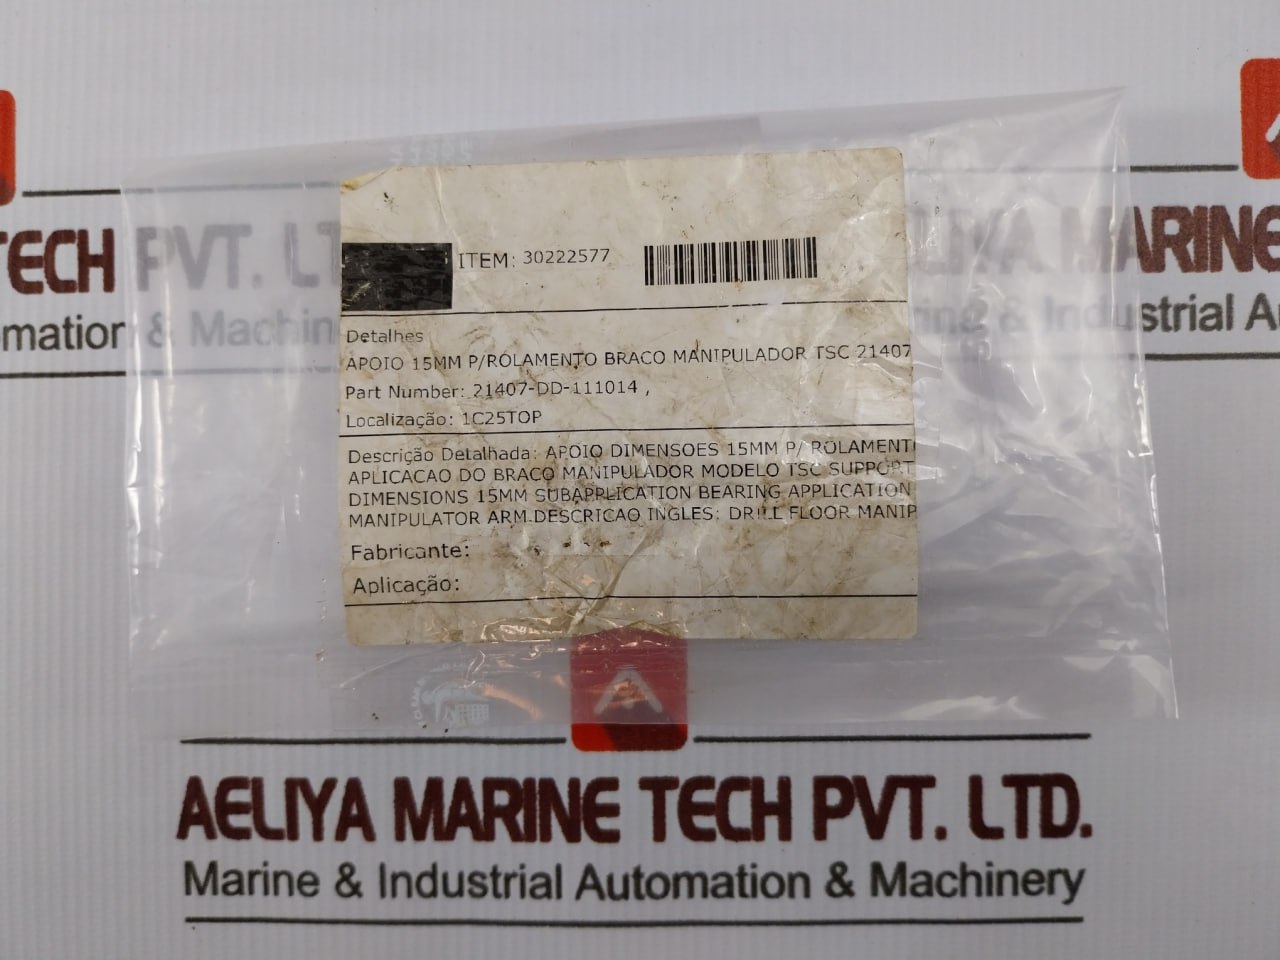 TECH PVT. LT
mation & Machin
ELIYA MARINE
ring & Industrial Au
ITEM: 30222577
Detalhes
APOIO 15MM P/ROLAMENTO BRACO MANIPULADOR TSC 21407
Part Number: 21407-DD-111014 ,
Localização: 1C25TOP
Descrição Detalhada: APOIO DIMENSOES 15MM P/ ROLAMENT
APLICACAO DO BRACO MANIPULADOR MODELO TSC SUPPORT
DIMENSIONS 15MM SUBAPPLICATION BEARING APPLICATION
MANIPULATOR ARM.DESCRICAO INGLES: DRILL FLOOR MANIP
Fabricante:
Aplicação:
AELIYA MARINE TECH PVT. LTD.
Marine & Industrial Automation & Machinery